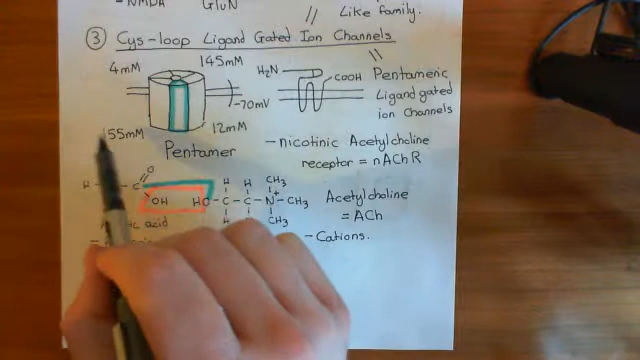 - NMDA GluN
// Like family.
③ Cys-loop Ligand Gated Ion Channels
4mM 145mM
-70mV
155mM 12mM
Pentamer
H₂N COOH
Pentameric
Ligand gated
ion Channels
- nicotinic Acetylcholine
receptor = nAChR
H C O
OH
HO - C - C - N - CH₃
H H CH₃
+
H H CH₃
acid
Acetylcholine
= ACh
- Cations.